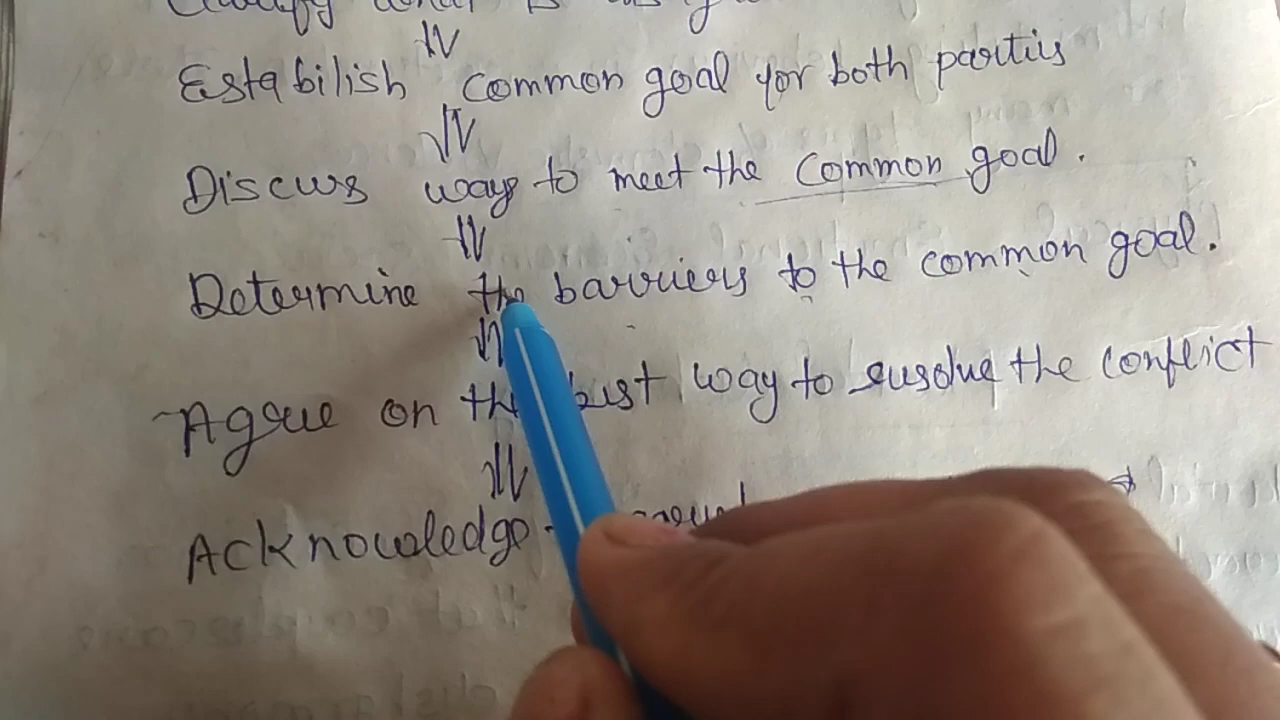 Estabilish common goal for both parties
Discuss ways to meet the common goal.
Determine the barriers to the common goal.
Agree on the best way to resolve the conflict
Acknowledge